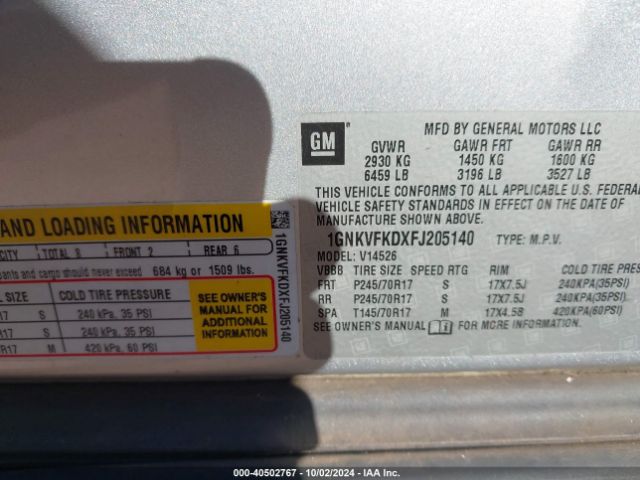 GM
MFD BY GENERAL MOTORS LLC
GVWR GAWR FRT GAWR RR
2930 KG 1450 KG 1600 KG
6459 LB 3196 LB 3527 LB
THIS VEHICLE CONFORMS TO ALL APPLICABLE U.S. FEDERAL
VEHICLE SAFETY STANDARDS IN EFFECT ON THE DATE OF
MANUFACTURE SHOWN ABOVE.
1GNKVFKDXFJ205140 TYPE: M.P.V.
MODEL: V14526
VBBB TIRE SIZE SPEED RTG RIM COLD TIRE
FRT P245/70R17 S 17X7.5J 240KPA(35PSI)
RR P245/70R17 S 17X7.5J 240KPA(35PSI)
SPA T145/70R17 M 17X4.5B 420KPA(60PSI)
SEE OWNER'S MANUAL FOR MORE INFORMATION.
AND LOADING INFORMATION
CITY TOTAL 8 FRONT 2 REAR 6
pants and cargo should never exceed 684 kg or 1509 lbs.
SIZE COLD TIRE PRESSURE
R17 S 240 kPa, 35 PSI
R17 S 240 kPa, 35 PSI
R17 M 420 kPa, 60 PSI
SEE OWNER'S
MANUAL FOR
ADDITIONAL
INFORMATION
1GNKVFKDXFJ205140
000-40502767 - 10/02/2024 - IAA Inc.